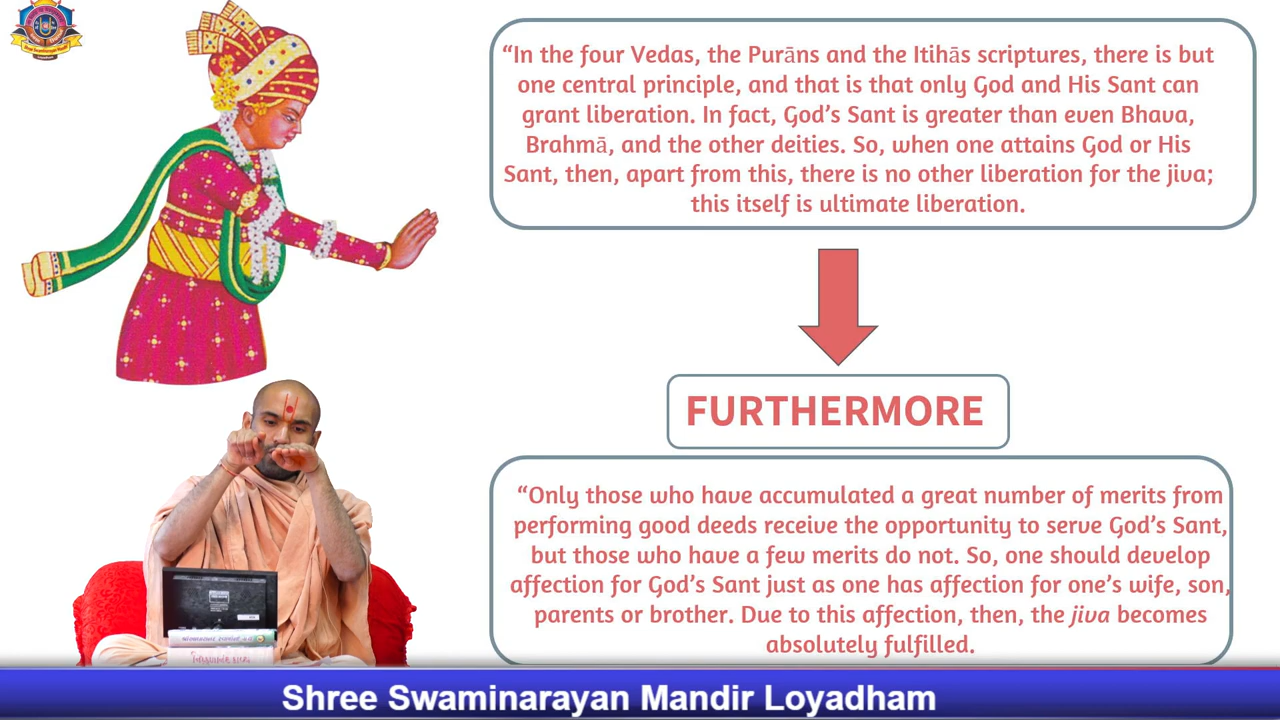 “In the four Vedas, the Purāns and the Itihās scriptures, there is but
one central principle, and that is that only God and His Sant can
grant liberation. In fact, God’s Sant is greater than even Bhava,
Brahmā, and the other deities. So, when one attains God or His
Sant, then, apart from this, there is no other liberation for the jiva;
this itself is ultimate liberation.
FURTHERMORE
“Only those who have accumulated a great number of merits from
performing good deeds receive the opportunity to serve God’s Sant,
but those who have a few merits do not. So, one should develop
affection for God’s Sant just as one has affection for one’s wife, son,
parents or brother. Due to this affection, then, the jiva becomes
absolutely fulfilled.
Shree Swaminarayan Mandir Loyadham